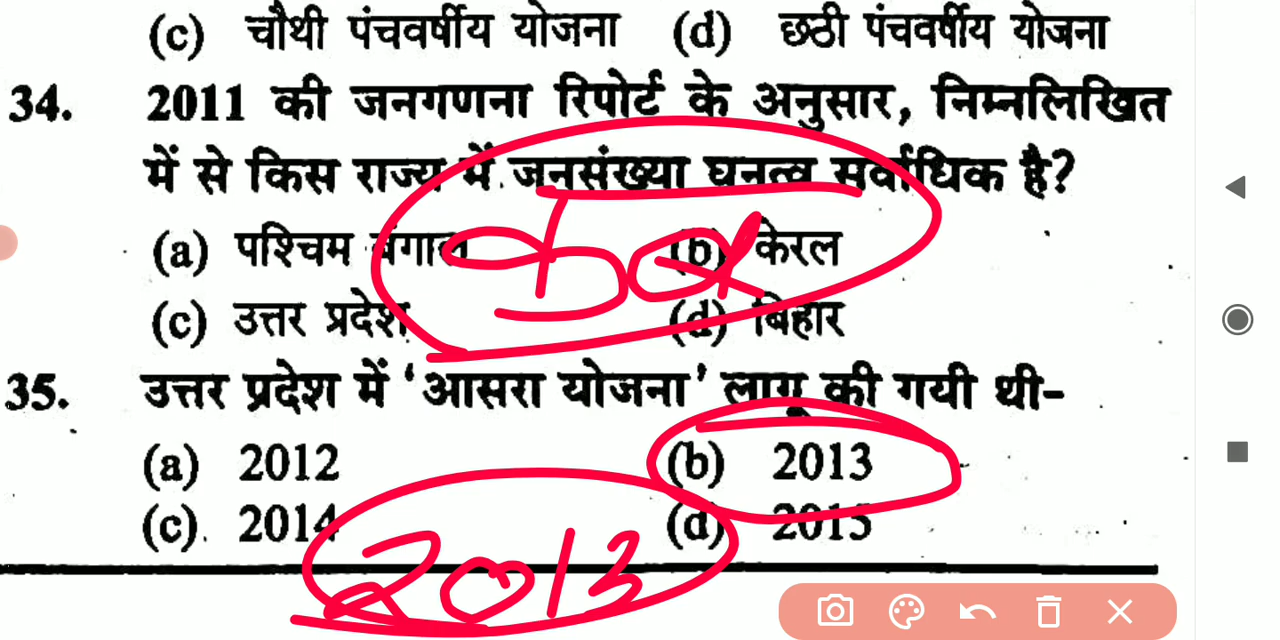 (c) चौथी पंचवर्षीय योजना (d) छठी पंचवर्षीय योजना
34. 2011 की जनगणना रिपोर्ट के अनुसार, निम्नलिखित
में से किस राज्य में जनसंख्या घनत्व सर्वाधिक है?
(a) पश्चिम बंगाल (b) केरल
(c) उत्तर प्रदेश (d) बिहार
35. उत्तर प्रदेश में 'आसरा योजना' लागू की गयी थी-
(a) 2012 (b) 2013
(c) 2014 (d) 2015
2013